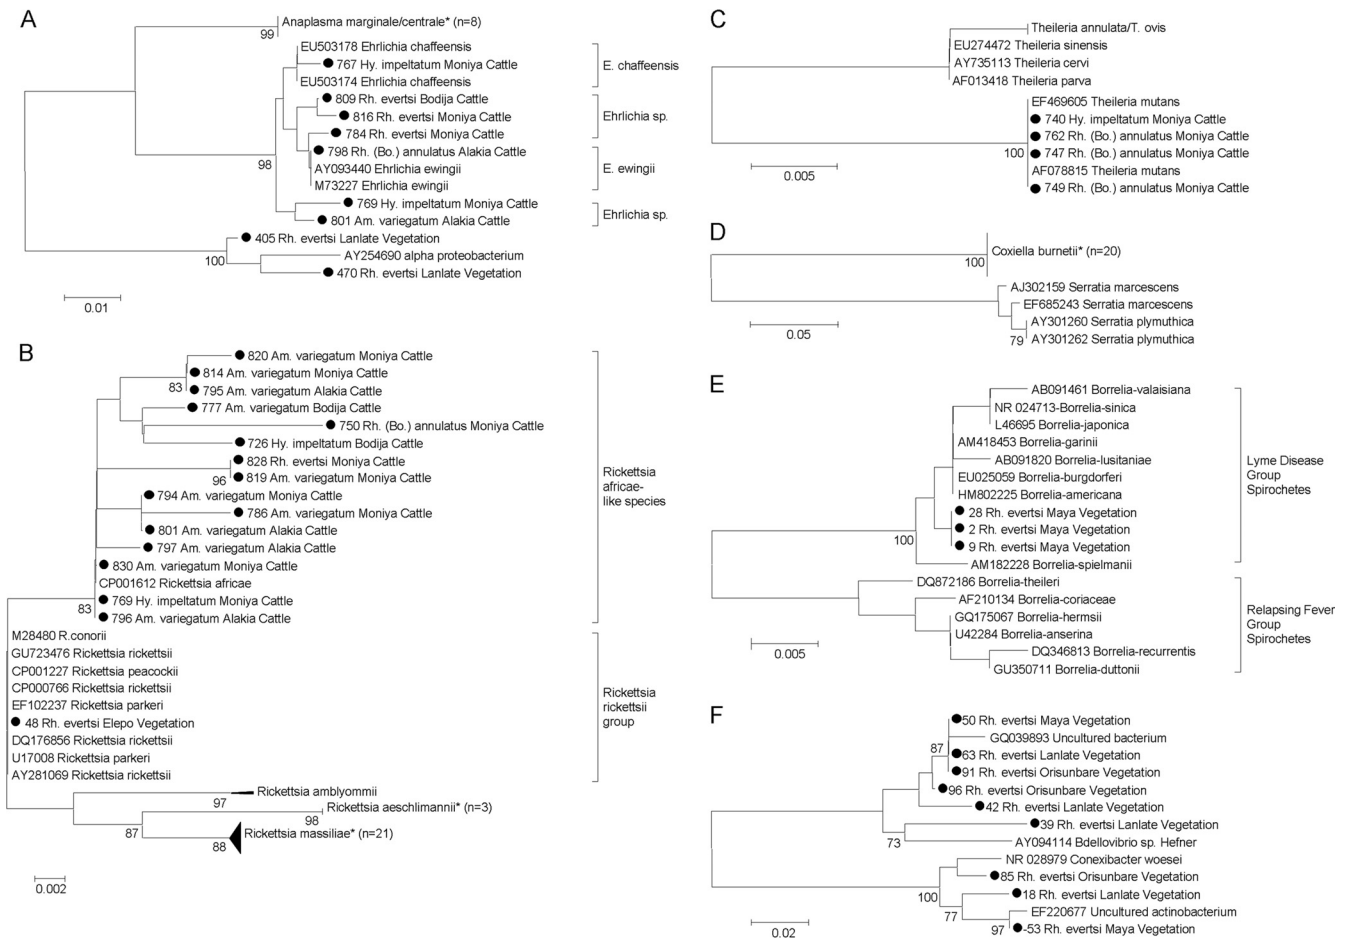 A
Anaplasma marginale/centrale* (n=8)
99
EU503178 Ehrlichia chaffeensis
767 Hy. impeltatum Moniya Cattle
EU503174 Ehrlichia chaffeensis
E. chaffeensis
809 Rh. evertsi Bodija Cattle
816 Rh. evertsi Moniya Cattle
784 Rh. evertsi Moniya Cattle
Ehrlichia sp.
798 Rh. (Bo.) annulatus Alakia Cattle
AY093440 Ehrlichia ewingii
M73227 Ehrlichia ewingii
E. ewingii
98
769 Hy. impeltatum Moniya Cattle
801 Am. variegatum Alakia Cattle
Ehrlichia sp.
405 Rh. evertsi Lanlate Vegetation
AY254690 alpha proteobacterium
100
470 Rh. evertsi Lanlate Vegetation
0.01
B
820 Am. variegatum Moniya Cattle
814 Am. variegatum Moniya Cattle
83
795 Am. variegatum Alakia Cattle
777 Am. variegatum Bodija Cattle
750 Rh. (Bo.) annulatus Moniya Cattle
726 Hy. impeltatum Bodija Cattle
828 Rh. evertsi Moniya Cattle
96
819 Am. variegatum Moniya Cattle
794 Am. variegatum Moniya Cattle
786 Am. variegatum Moniya Cattle
801 Am. variegatum Alakia Cattle
797 Am. variegatum Alakia Cattle
830 Am. variegatum Moniya Cattle
CP001612 Rickettsia africae
769 Hy. impeltatum Moniya Cattle
83
796 Am. variegatum Alakia Cattle
Rickettsia
africae-
like species
M28480 R.conorii
GU723476 Rickettsia rickettsii
CP001227 Rickettsia peacockii
CP000766 Rickettsia rickettsii
EF102237 Rickettsia parkeri
48 Rh. evertsi Elepo Vegetation
DQ176856 Rickettsia rickettsii
U17008 Rickettsia parkeri
AY281069 Rickettsia rickettsii
Rickettsia
rickettsii
group
Rickettsia amblyommii
97
Rickettsia aeschlimannii* (n=3)
98
87
Rickettsia massiliae* (n=21)
88
0.002
C
Theileria annulata/T. ovis
EU274472 Theileria sinensis
AY735113 Theileria cervi
AF013418 Theileria parva
EF469605 Theileria mutans
740 Hy. impeltatum Moniya Cattle
762 Rh. (Bo.) annulatus Moniya Cattle
100
747 Rh. (Bo.) annulatus Moniya Cattle
AF078815 Theileria mutans
749 Rh. (Bo.) annulatus Moniya Cattle
0.005
D
Coxiella burnetii* (n=20)
100
AJ302159 Serratia marcescens
EF685243 Serratia marcescens
AY301260 Serratia plymuthica
79
AY301262 Serratia plymuthica
0.05
E
AB091461 Borrelia-valaisiana
NR 024713-Borrelia-sinica
L46695 Borrelia-japonica
AM418453 Borrelia-garinii
AB091820 Borrelia-lusitaniae
EU025059 Borrelia-burgdorferi
HM802225 Borrelia-americana
28 Rh. evertsi Maya Vegetation
2 Rh. evertsi Maya Vegetation
100
9 Rh. evertsi Maya Vegetation
AM182228 Borrelia-spielmanii
Lyme Disease
Group
Spirochetes
DQ872186 Borrelia-theileri
AF210134 Borrelia-coriaceae
GQ175067 Borrelia-hermsii
U42284 Borrelia-anserina
DQ346813 Borrelia-recurrentis
GU350711 Borrelia-duttonii
Relapsing Fever
Group
Spirochetes
0.005
F
50 Rh. evertsi Maya Vegetation
GQ039893 Uncultured bacterium
87
63 Rh. evertsi Lanlate Vegetation
91 Rh. evertsi Orisunbare Vegetation
96 Rh. evertsi Orisunbare Vegetation
42 Rh. evertsi Lanlate Vegetation
39 Rh. evertsi Lanlate Vegetation
73
AY094114 Bdellovibrio sp. Hefner
NR 028979 Conexibacter woesei
85 Rh. evertsi Orisunbare Vegetation
100
18 Rh. evertsi Lanlate Vegetation
77
EF220677 Uncultured actinobacterium
97
-53 Rh. evertsi Maya Vegetation
0.02